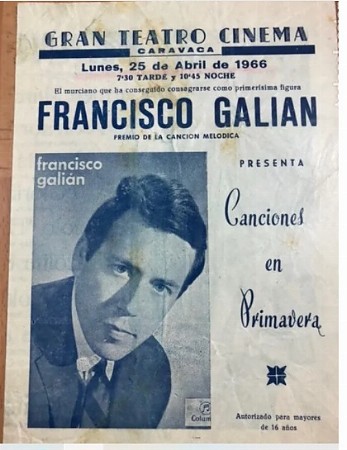 GRAN TEATRO CINEMA
CARAVACA
Lunes, 25 de Abril de 1966
7'30 TARDE y 10'45 NOCHE
El murciano que ha conseguido consagrarse como primerísima figura
FRANCISCO GALIAN
PREMIO DE LA CANCION MELODICA
francisco
galián
PRESENTA
Canciones
en
Primavera
Colum
Autorizado para mayores
de 16 años